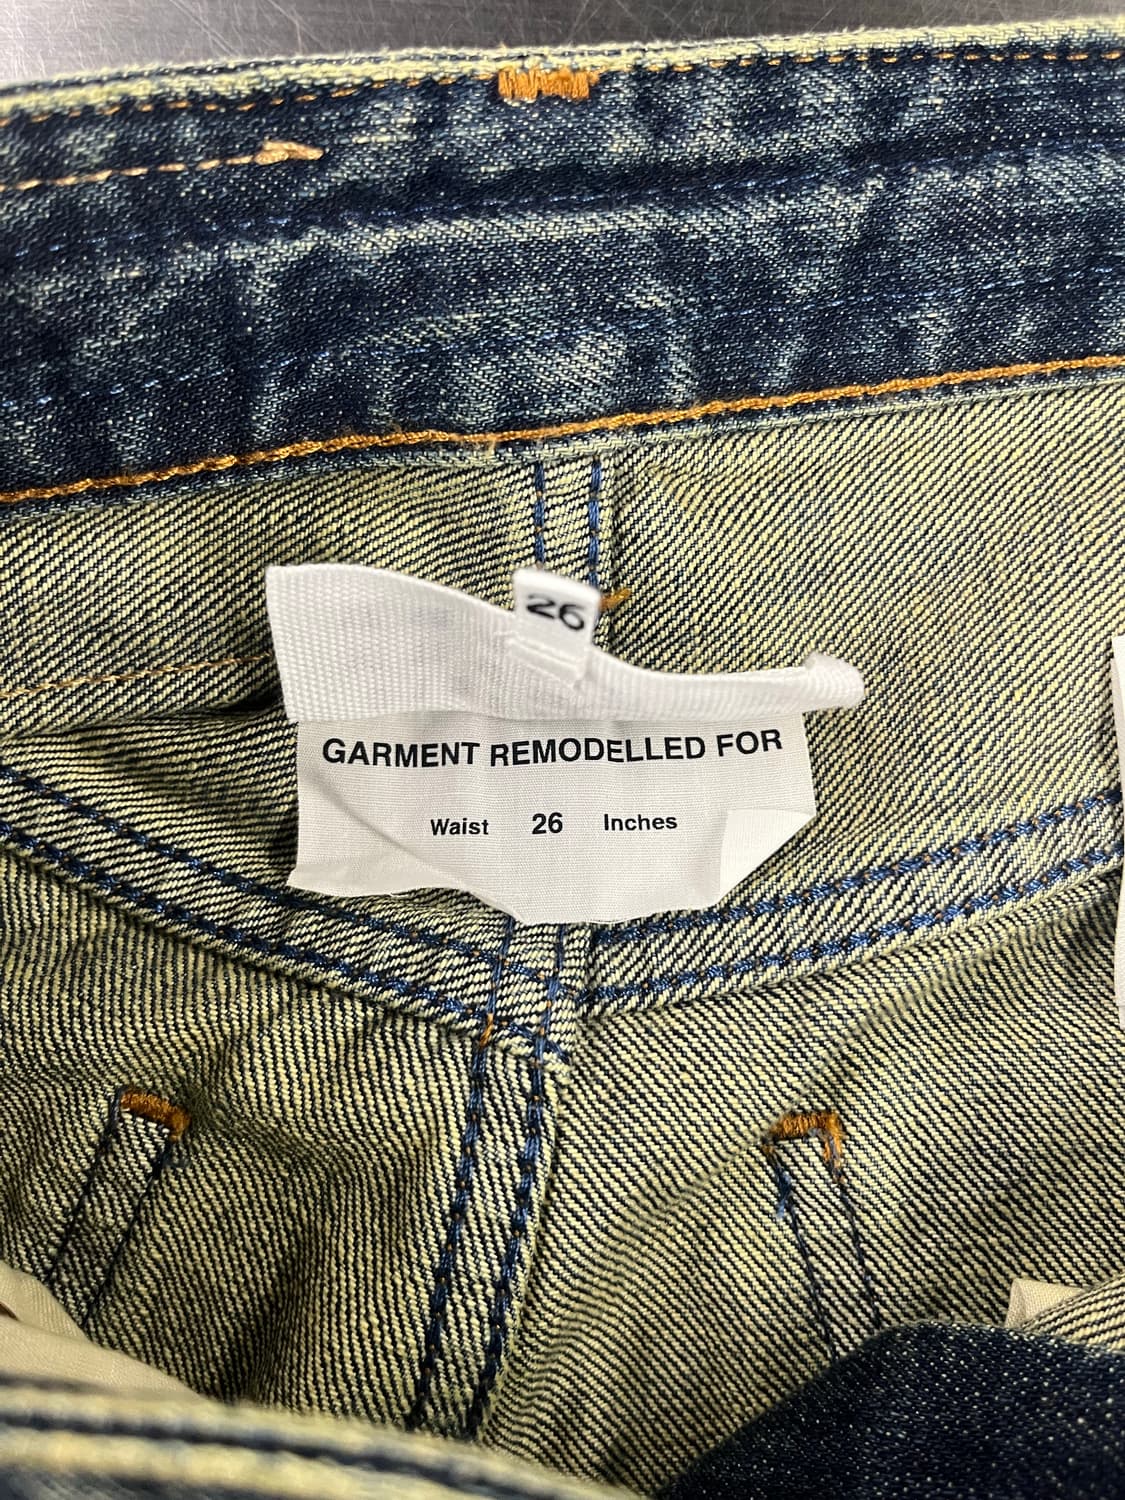 26
GARMENT REMODELLED FOR
Waist 26 Inches